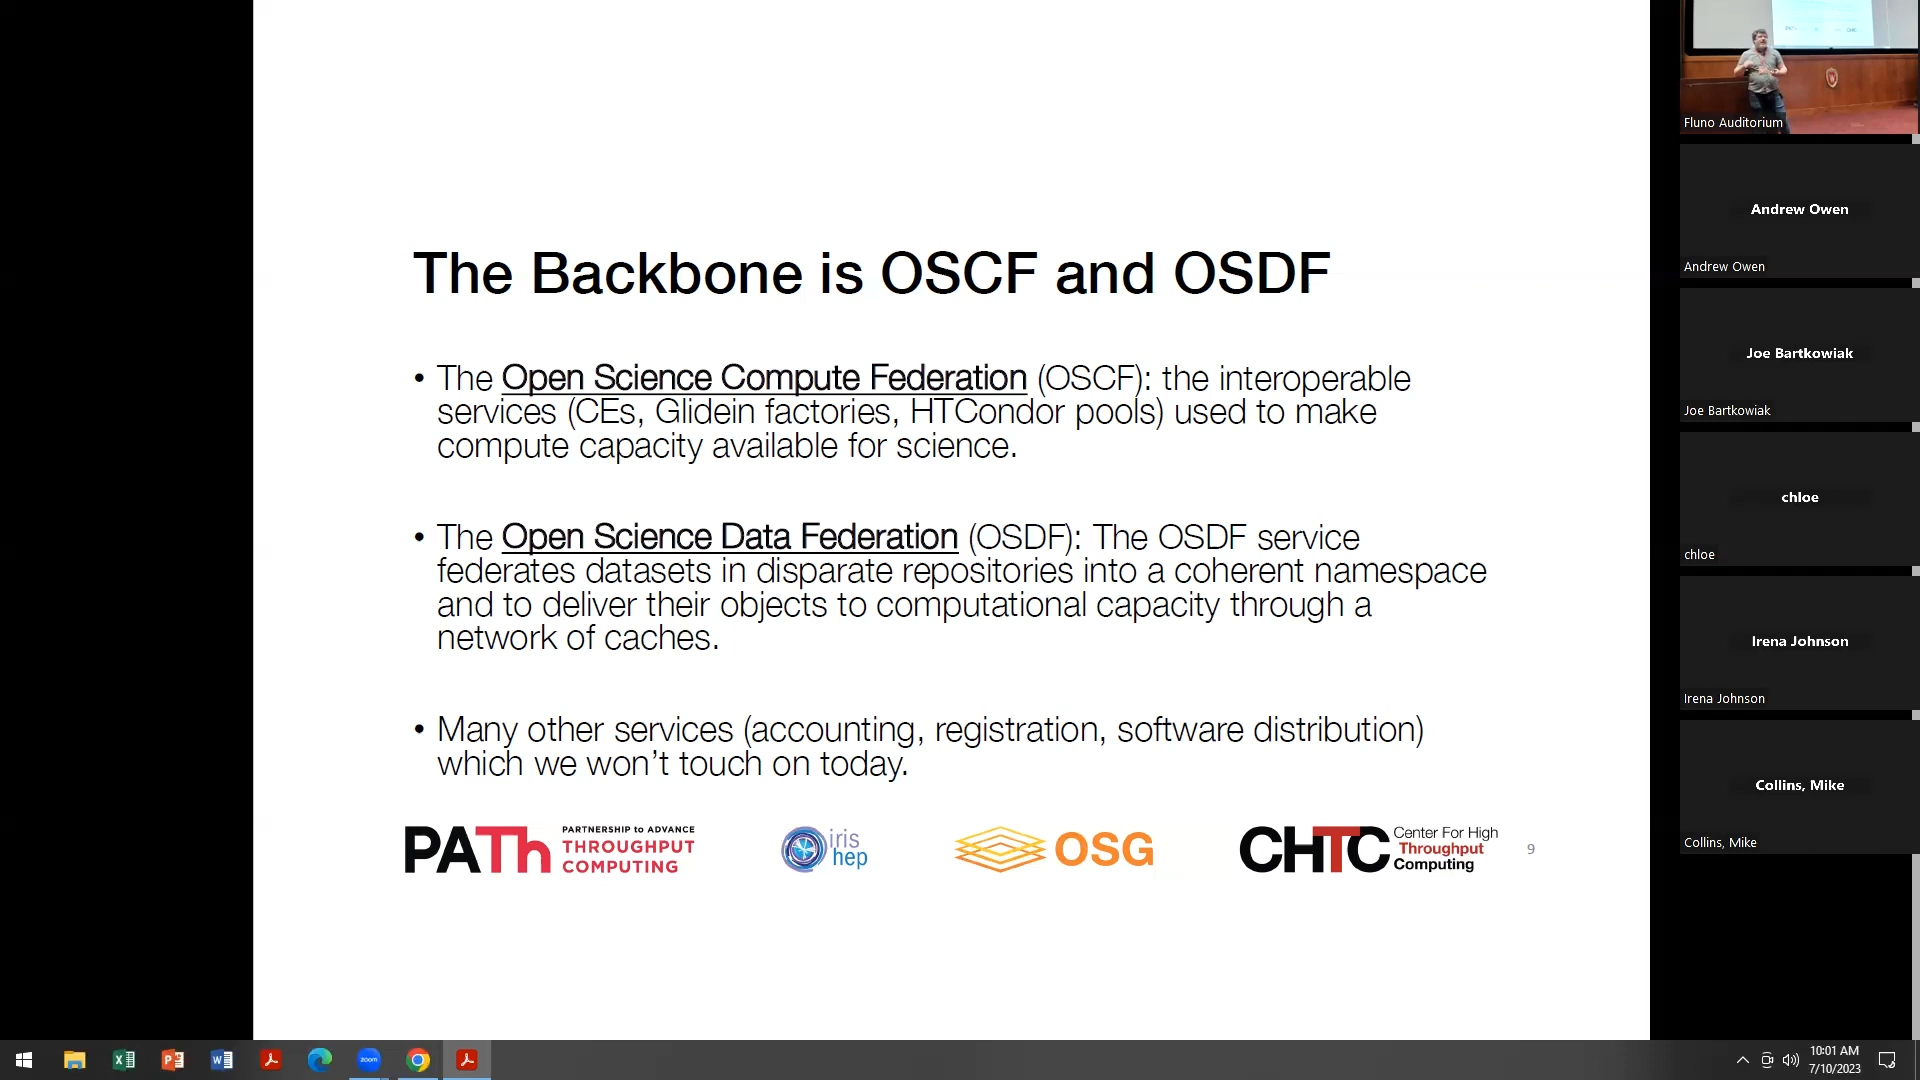 The Backbone is OSCF and OSDF
• The Open Science Compute Federation (OSCF): the interoperable
services (CEs, Glidein factories, HTCondor pools) used to make
compute capacity available for science.
• The Open Science Data Federation (OSDF): The OSDF service
federates datasets in disparate repositories into a coherent namespace
and to deliver their objects to computational capacity through a
network of caches.
• Many other services (accounting, registration, software distribution)
which we won't touch on today.
PATh
PARTNERSHIP to ADVANCE
THROUGHPUT
COMPUTING
iris
hep
OSG
CHTC
Center For High
Throughput
Computing
9
Fluno Auditorium
Andrew Owen
Andrew Owen
Joe Bartkowiak
Joe Bartkowiak
chloe
chloe
Irena Johnson
Irena Johnson
Collins, Mike
Collins, Mike
zoom
10:01 AM
7/10/2023